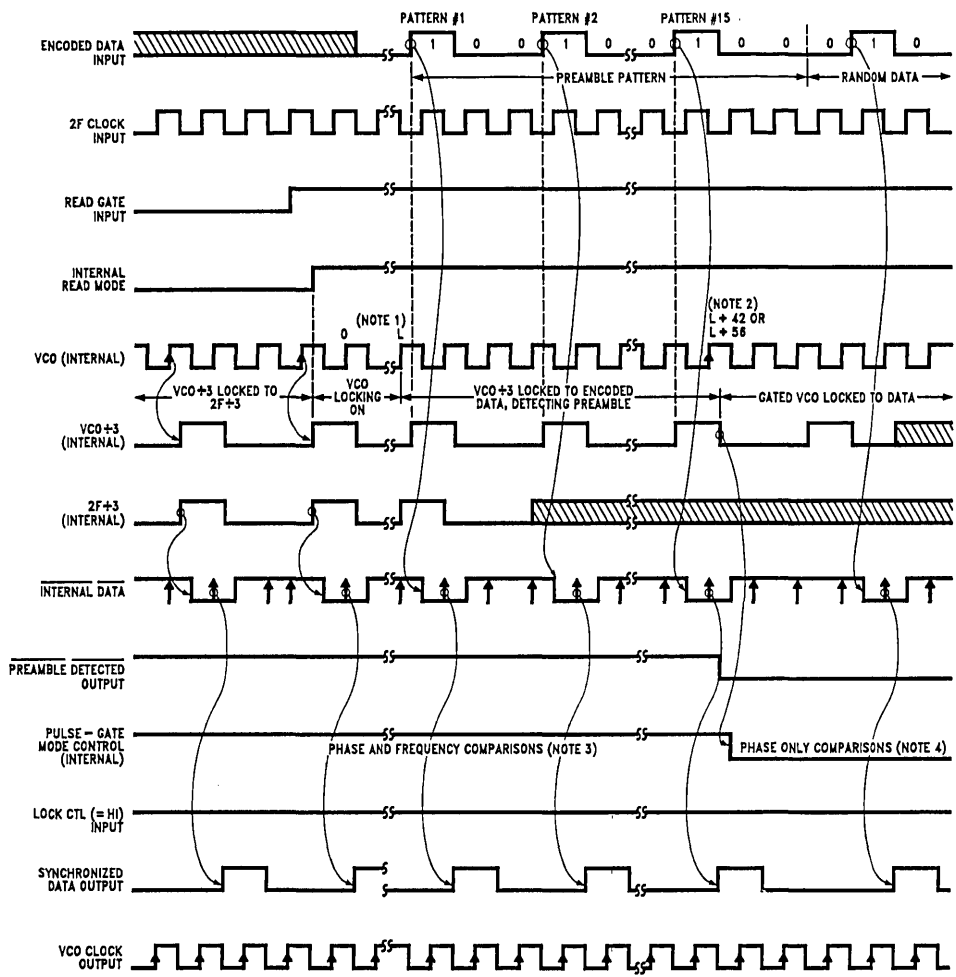 PATTERN #1 PATTERN #2 PATTERN #15
ENCODED DATA
INPUT
1 0 0 1 0 0 1 0 0 0 1 0
PREAMBLE PATTERN
RANDOM DATA
2F CLOCK
INPUT
READ GATE
INPUT
INTERNAL
READ MODE
(NOTE 1)
0 L
(NOTE 2)
L + 42 OR
L + 56
VCO (INTERNAL)
VCO÷3 LOCKED TO
2F÷3
VCO
LOCKING
ON
VCO÷3 LOCKED TO ENCODED
DATA, DETECTING PREAMBLE
GATED VCO LOCKED TO DATA
VCO÷3
(INTERNAL)
2F÷3
(INTERNAL)
INTERNAL DATA
PREAMBLE DETECTED
OUTPUT
PULSE-GATE
MODE CONTROL
(INTERNAL)
PHASE AND FREQUENCY COMPARISONS (NOTE 3)
PHASE ONLY COMPARISONS (NOTE 4)
LOCK CTL (=HI)
INPUT
SYNCHRONIZED
DATA OUTPUT
VCO CLOCK
OUTPUT